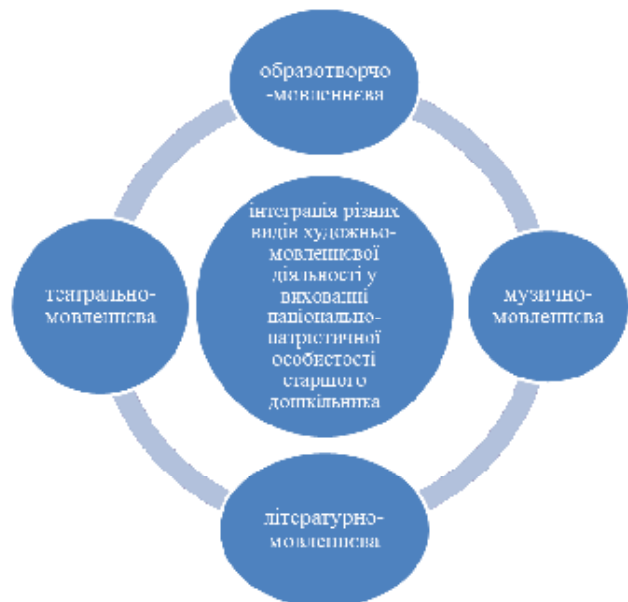 образотворчо
-мовленнєва
інтеграція різних
видів художньо-
мовленнєвої
діяльності у
вихованні
національно-
патріотичної
особистості
старшого
дошкільника
театрально-
мовленнєва
музично-
мовленнєва
літературно-
мовленнєва